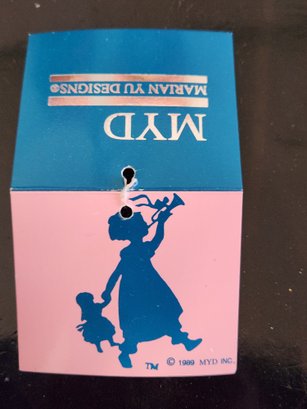 MYD
MARIAN YU DESIGNS®
TM
© 1989 MYD INC.